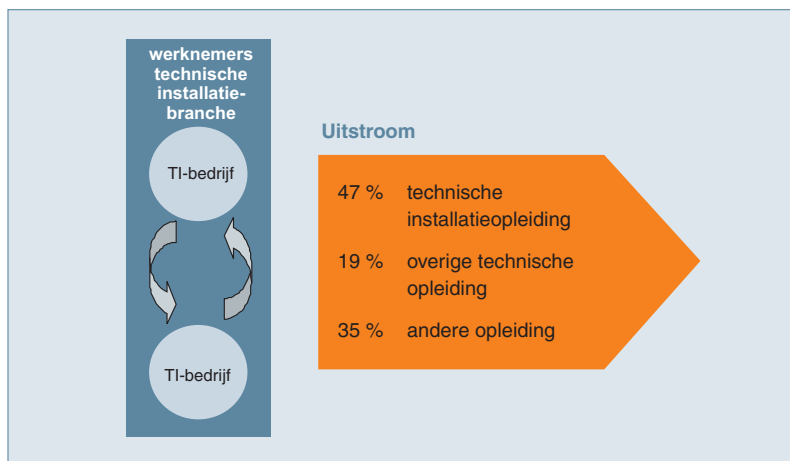 werknemers
technische
installatie-
branche
TI-bedrijf
TI-bedrijf
Uitstroom
47 % technische
installatieopleiding
19 % overige technische
opleiding
35 % andere opleiding